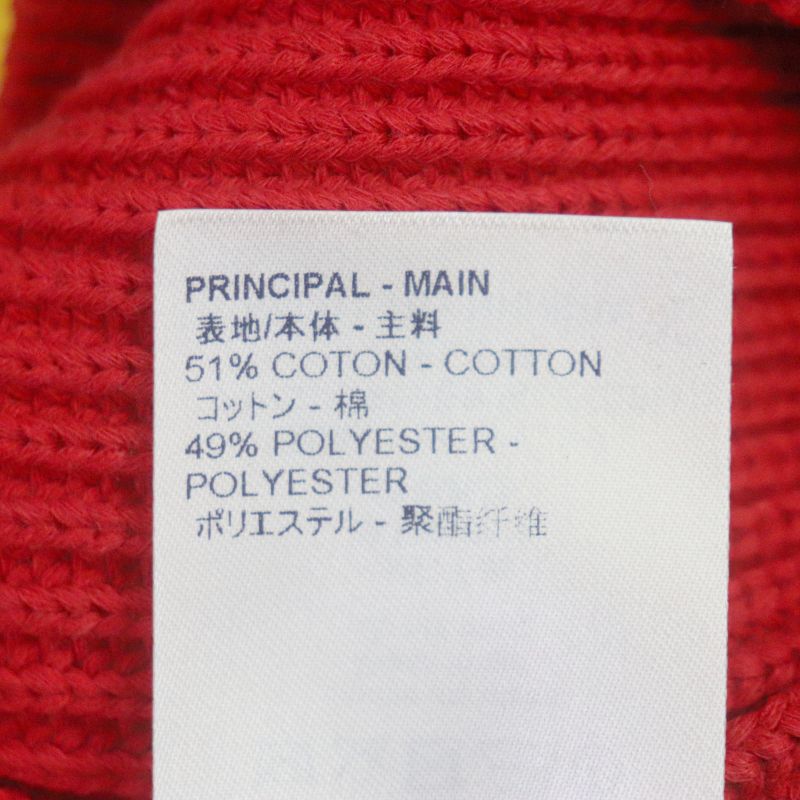 PRINCIPAL - MAIN
表地/本体 - 主料
51% COTON - COTTON
コットン - 棉
49% POLYESTER -
POLYESTER
ポリエステル - 聚酯纤维